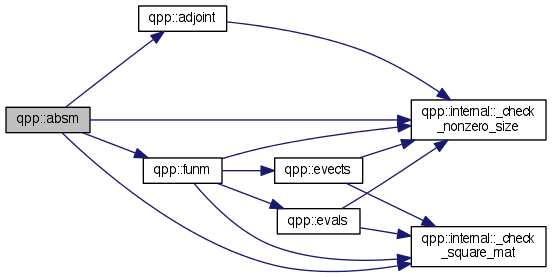 qpp::adjoint
qpp::absm
qpp::internal::_check
_nonzero_size
qpp::funm
qpp::evects
qpp::evals
qpp::internal::_check
_square_mat